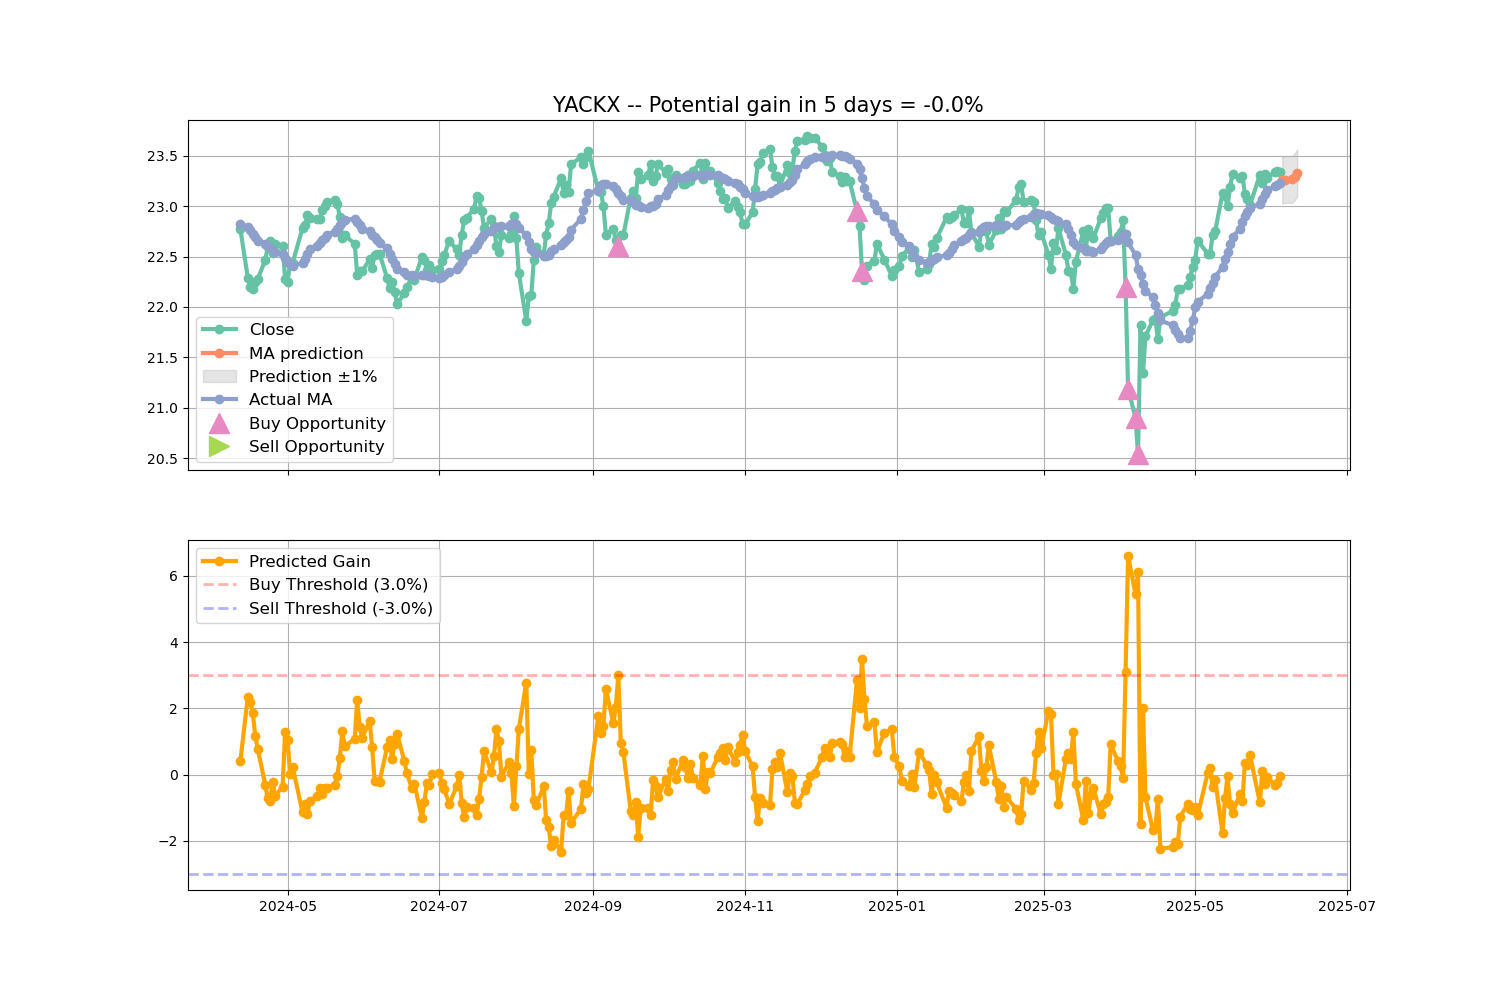 YACKX -- Potential gain in 5 days = -0.0%
23.5
23.0
22.5
22.0
21.5
21.0
20.5
Close
MA prediction
Prediction ±1%
Actual MA
Buy Opportunity
Sell Opportunity
6
4
2
0
−2
Predicted Gain
Buy Threshold (3.0%)
Sell Threshold (-3.0%)
2024-05
2024-07
2024-09
2024-11
2025-01
2025-03
2025-05
2025-07